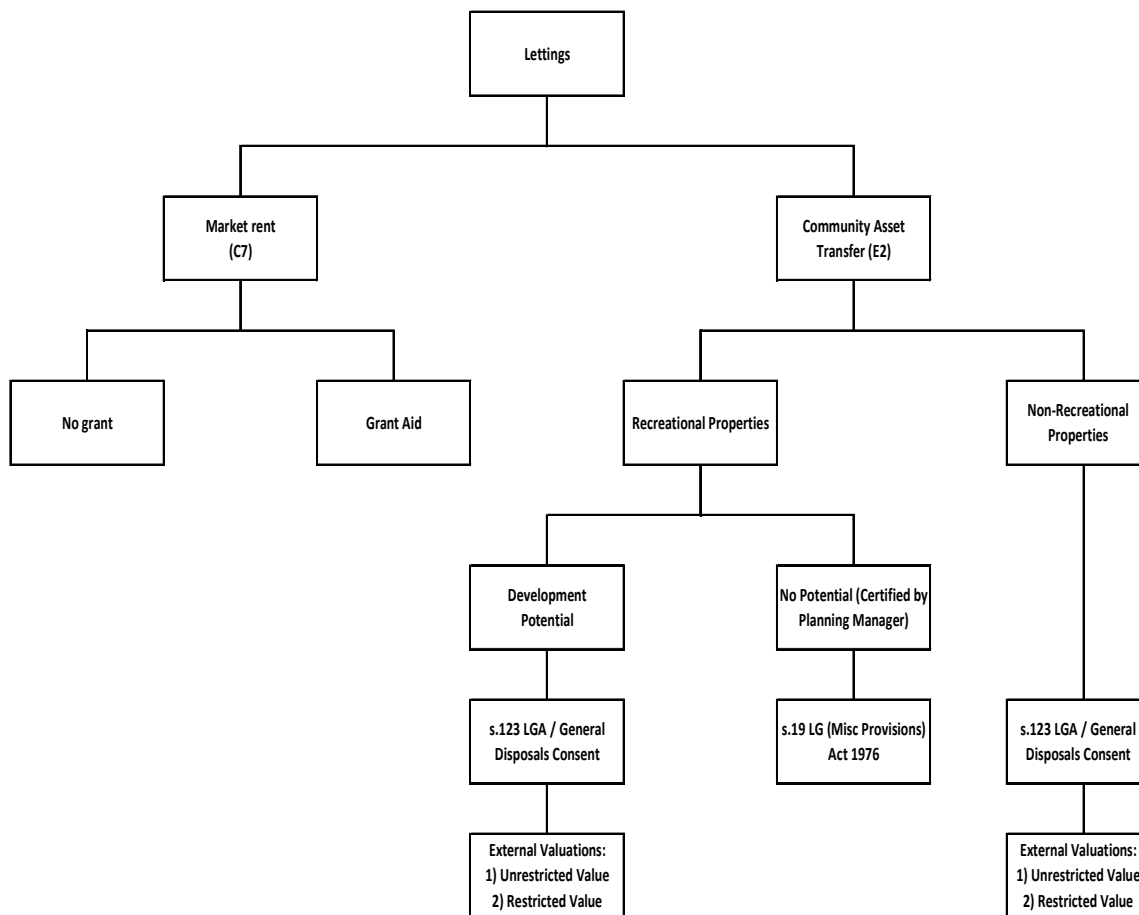 Lettings
Market rent
(C7)
Community Asset
Transfer (E2)
No grant
Grant Aid
Recreational Properties
Non-Recreational
Properties
Development
Potential
No Potential (Certified by
Planning Manager)
s.123 LGA / General
Disposals Consent
s.19 LG (Misc Provisions)
Act 1976
s.123 LGA / General
Disposals Consent
External Valuations:
1) Unrestricted Value
2) Restricted Value
External Valuations:
1) Unrestricted Value
2) Restricted Value